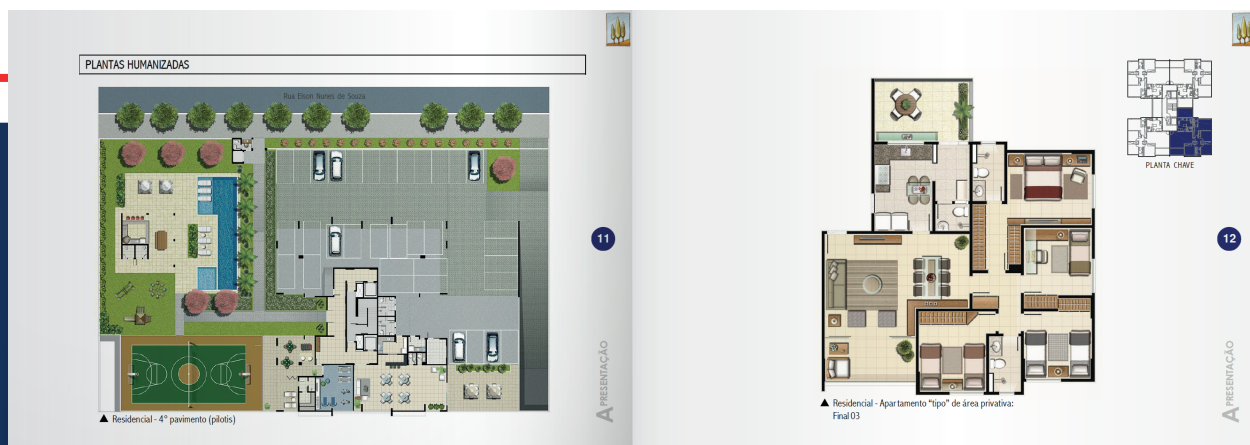 PLANTAS HUMANIZADAS
Rua Elson Nunes de Souza
▲ Residencial - 4º pavimento (pilotis)
11
APRESENTAÇÃO
PLANTA CHAVE
▲ Residencial - Apartamento "tipo" de área privativa:
Final 03
12
APRESENTAÇÃO